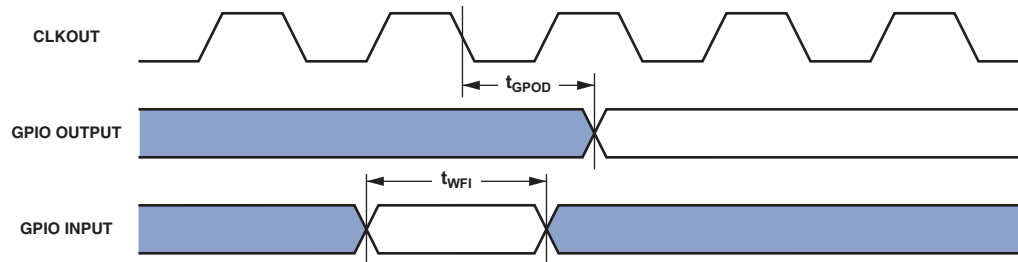 CLKOUT
tGPOD
GPIO OUTPUT
tWFI
GPIO INPUT